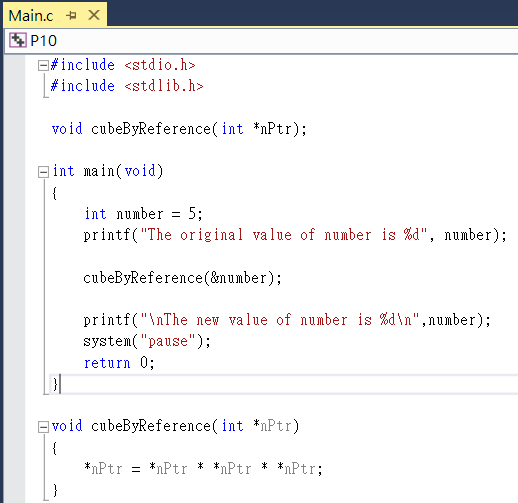 Main.c
P10
#include <stdio.h>
#include <stdlib.h>
void cubeByReference(int *nPtr);
int main(void)
{
int number = 5;
printf("The original value of number is %d", number);
cubeByReference(&number);
printf("\nThe new value of number is %d\n",number);
system("pause");
return 0;
}
void cubeByReference(int *nPtr)
{
*nPtr = *nPtr * *nPtr * *nPtr;
}